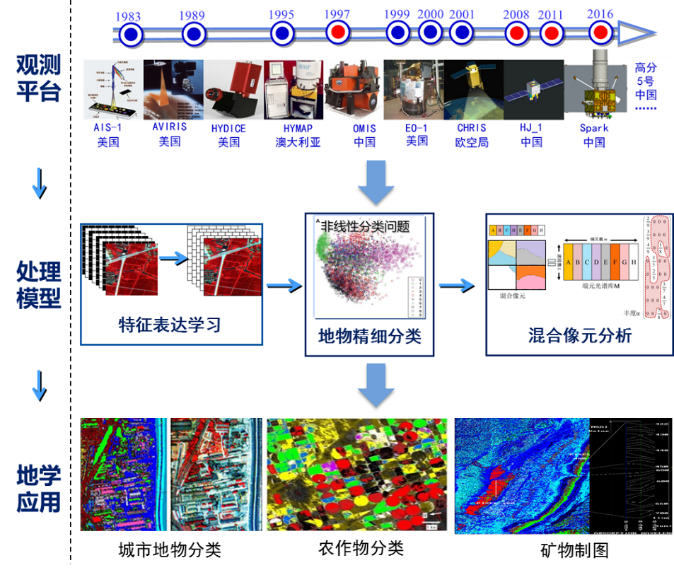 1983 1989 1995 1997 1999 2000 2001 2008 2011 2016
观测
平台
高分
5号
中国
……
AIS-1 AVIRIS HYDICE HYMAP OMIS EO-1 CHRIS HJ_1 Spark
美国 美国 美国 澳大利亚 中国 美国 欧空局 中国 中国
处理
模型
特征表达学习
A
非线性分类问题
地物精细分类
A B C D E F G H
混合像元
A B C D E F G H
端元光谱库M
丰度α
混合像元分析
地学
应用
城市地物分类 农作物分类 矿物制图